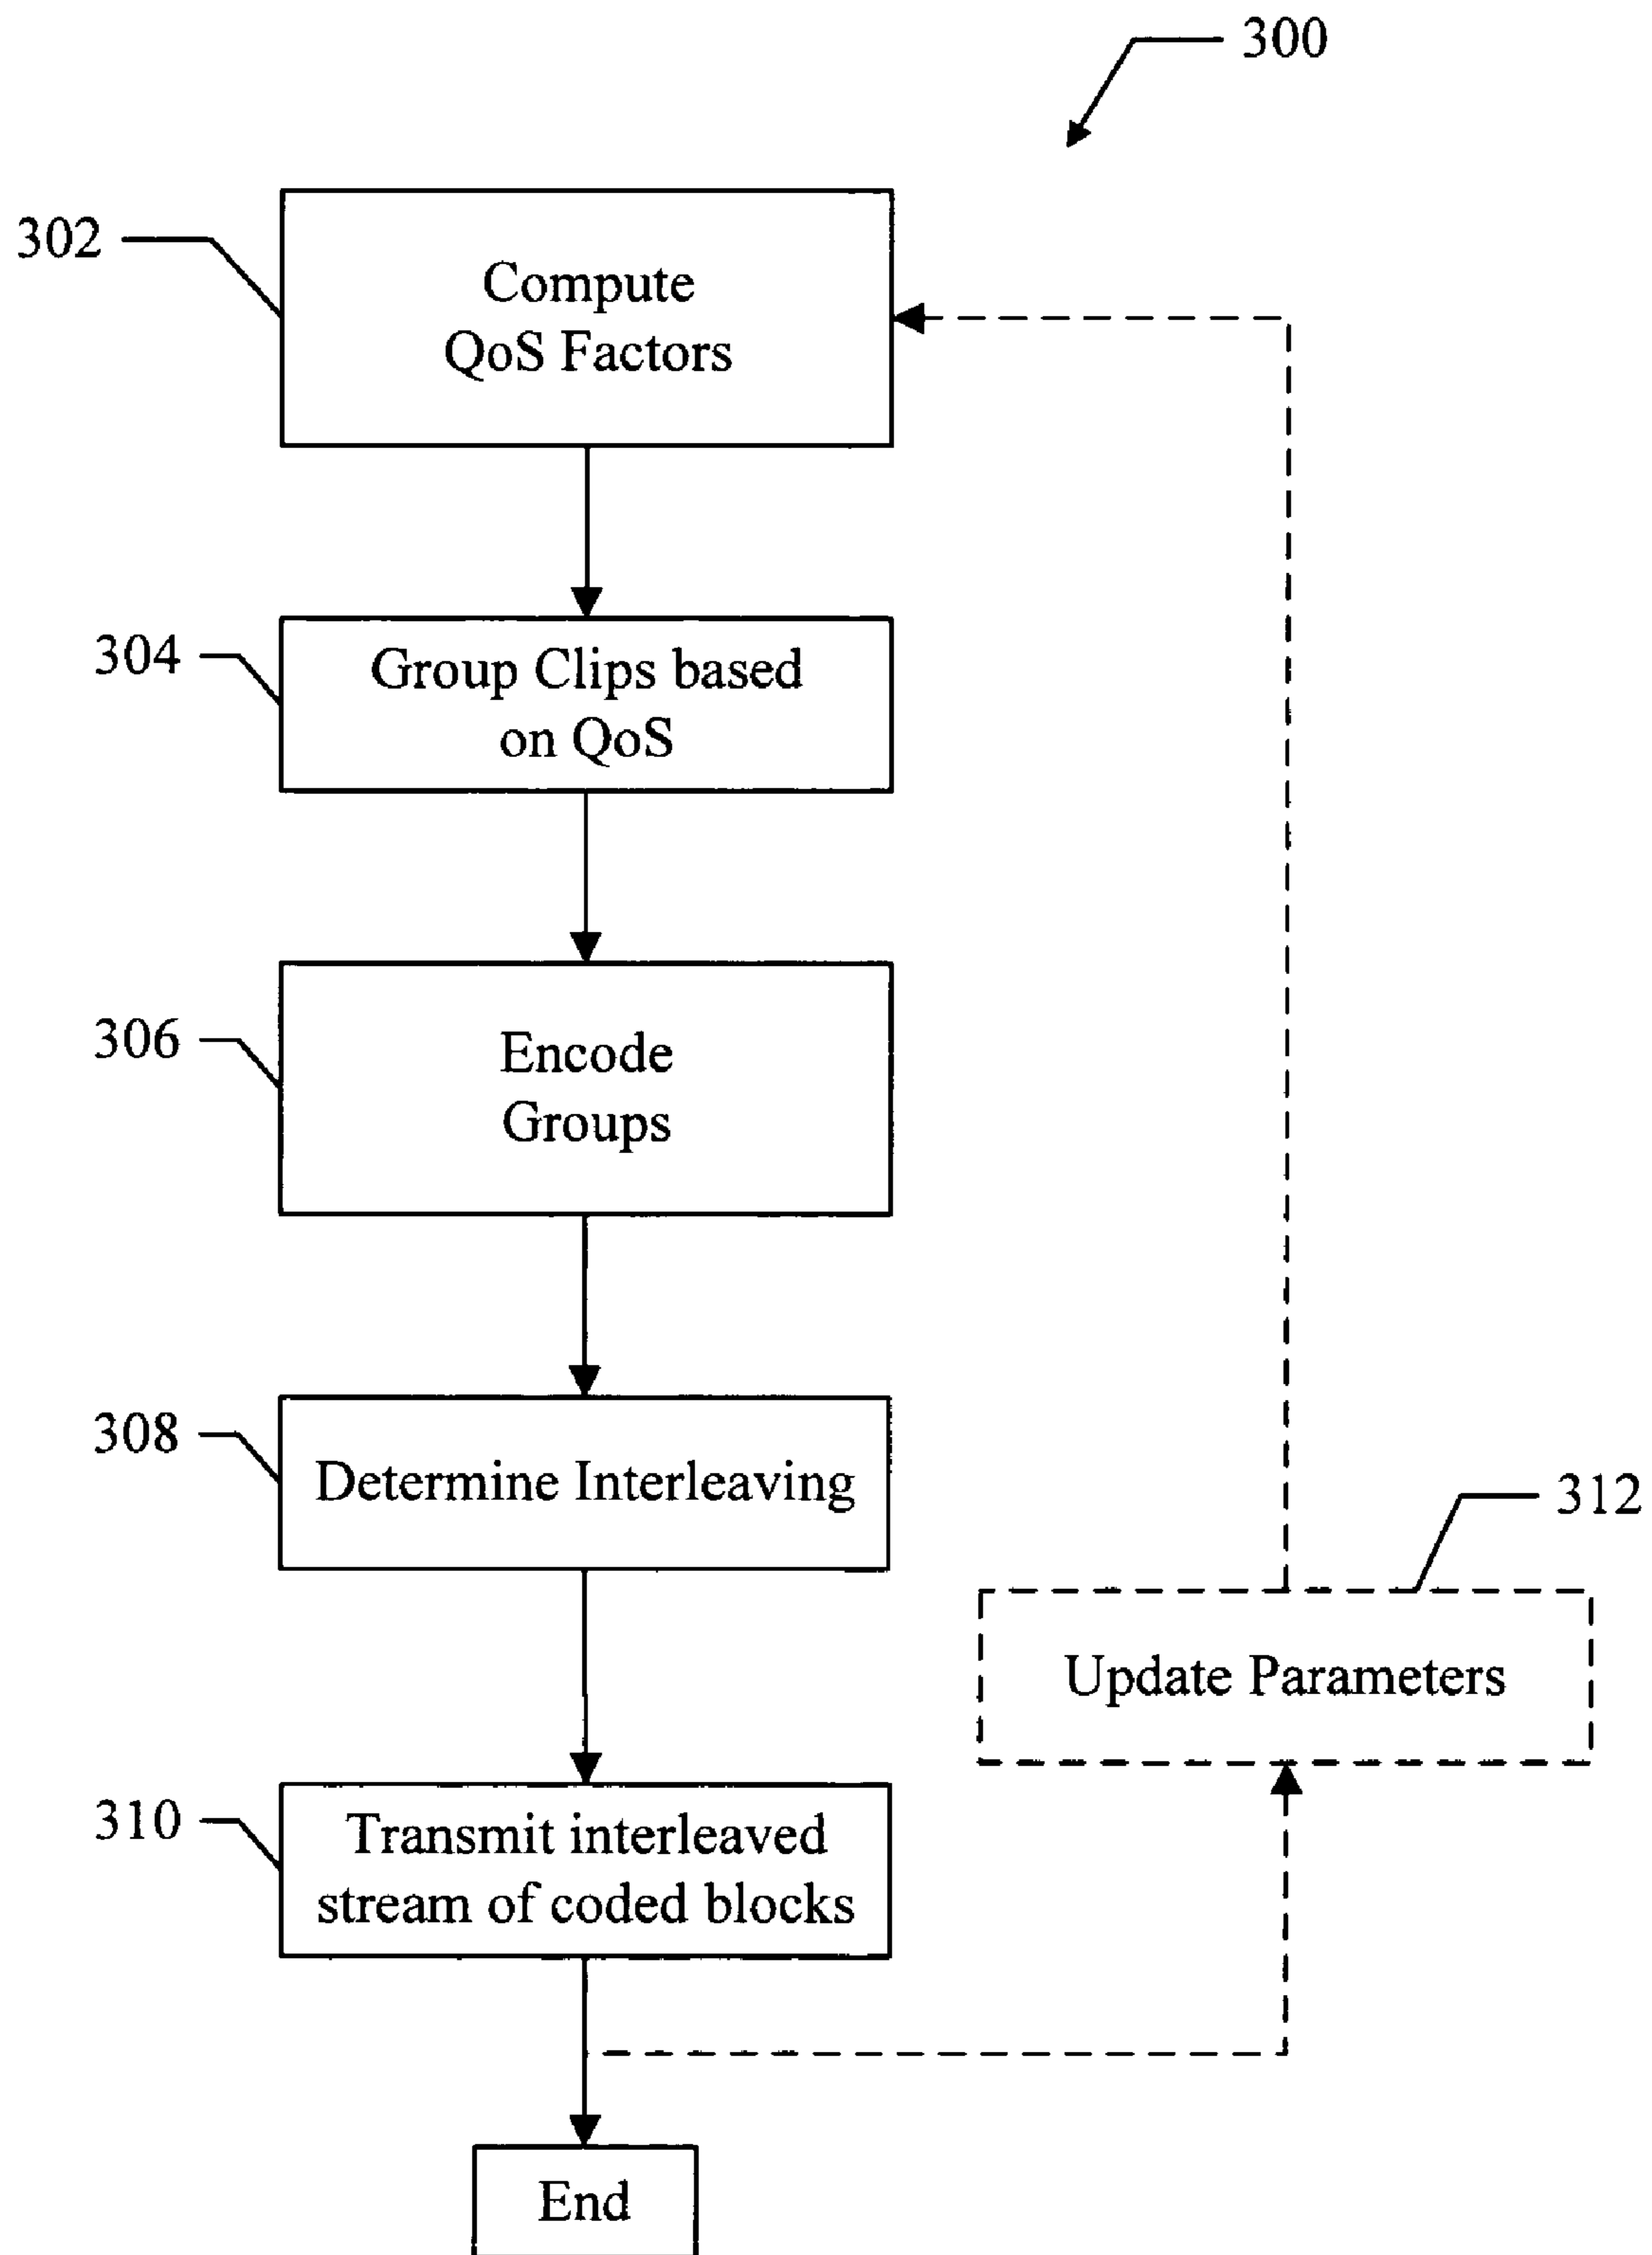 300
302
Compute
QoS Factors
304
Group Clips based
on QoS
306
Encode
Groups
308
Determine Interleaving
312
Update Parameters
310
Transmit interleaved
stream of coded blocks
End